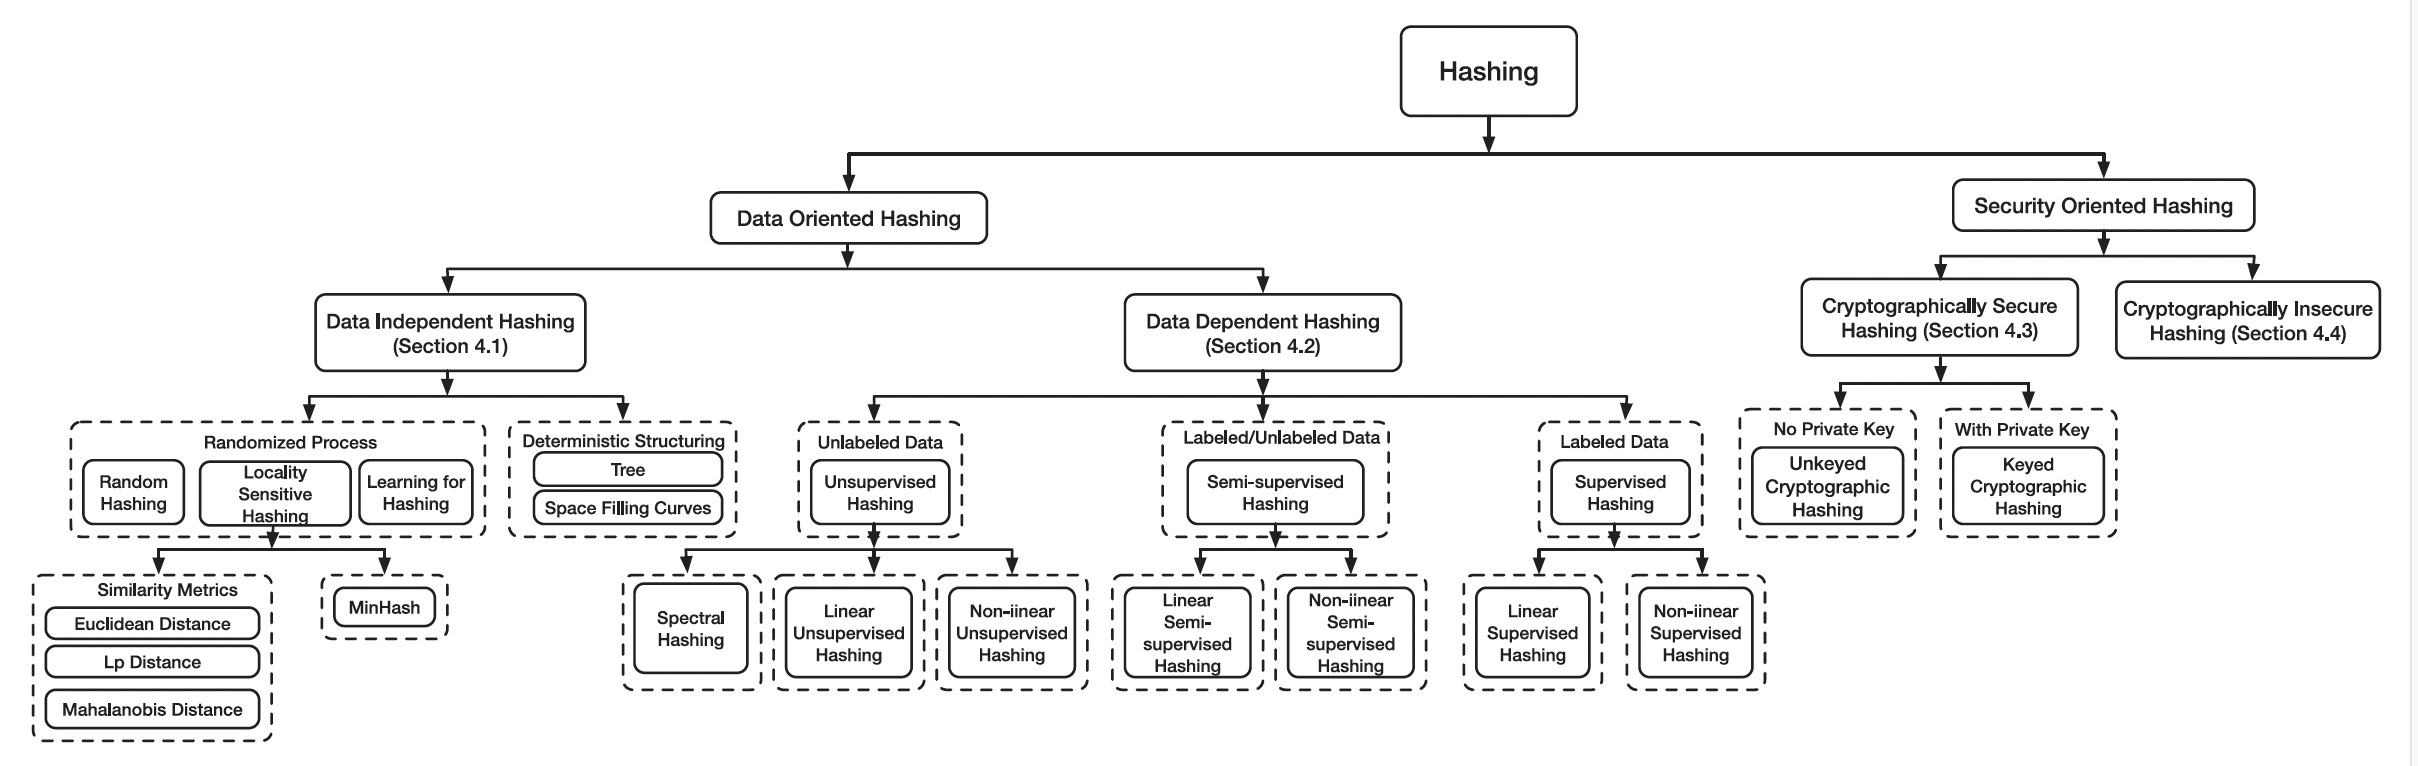 Hashing
Data Oriented Hashing
Security Oriented Hashing
Data Independent Hashing
(Section 4.1)
Data Dependent Hashing
(Section 4.2)
Cryptographically Secure
Hashing (Section 4.3)
Cryptographically Insecure
Hashing (Section 4.4)
Randomized Process
Random
Hashing
Locality
Sensitive
Hashing
Learning for
Hashing
Deterministic Structuring
Tree
Space Filling Curves
Unlabeled Data
Unsupervised
Hashing
Labeled/Unlabeled Data
Semi-supervised
Hashing
Labeled Data
Supervised
Hashing
No Private Key
Unkeyed
Cryptographic
Hashing
With Private Key
Keyed
Cryptographic
Hashing
Similarity Metrics
Euclidean Distance
Lp Distance
Mahalanobis Distance
MinHash
Spectral
Hashing
Linear
Unsupervised
Hashing
Non-iinear
Unsupervised
Hashing
Linear
Semi-
supervised
Hashing
Non-iinear
Semi-
supervised
Hashing
Linear
Supervised
Hashing
Non-iinear
Supervised
Hashing